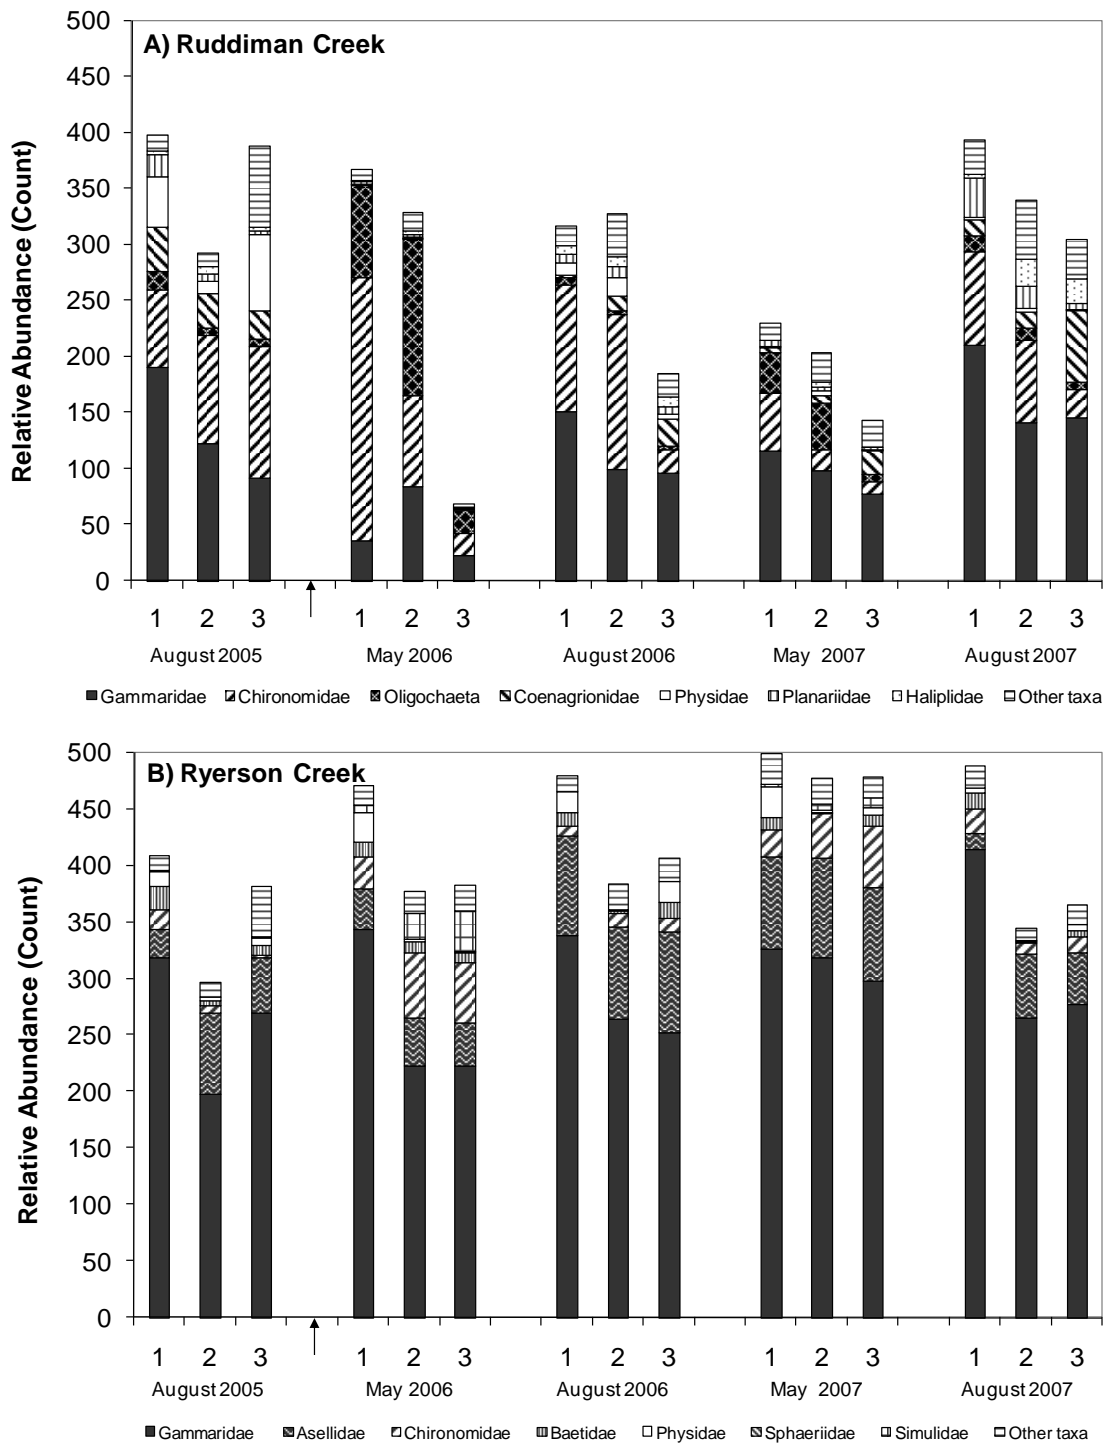 A) Ruddiman Creek
Relative Abundance (Count)
500
450
400
350
300
250
200
150
100
50
0
1 2 3 1 2 3 1 2 3 1 2 3 1 2 3
August 2005 May 2006 August 2006 May 2007 August 2007
Gammaridae Chironomidae Oligochaeta Coenagrionidae Physidae Planariidae Haliplidae Other taxa
B) Ryerson Creek
Relative Abundance (Count)
500
450
400
350
300
250
200
150
100
50
0
1 2 3 1 2 3 1 2 3 1 2 3 1 2 3
August 2005 May 2006 August 2006 May 2007 August 2007
Gammaridae Asellidae Chironomidae Baetidae Physidae Sphaeriidae Simulidae Other taxa